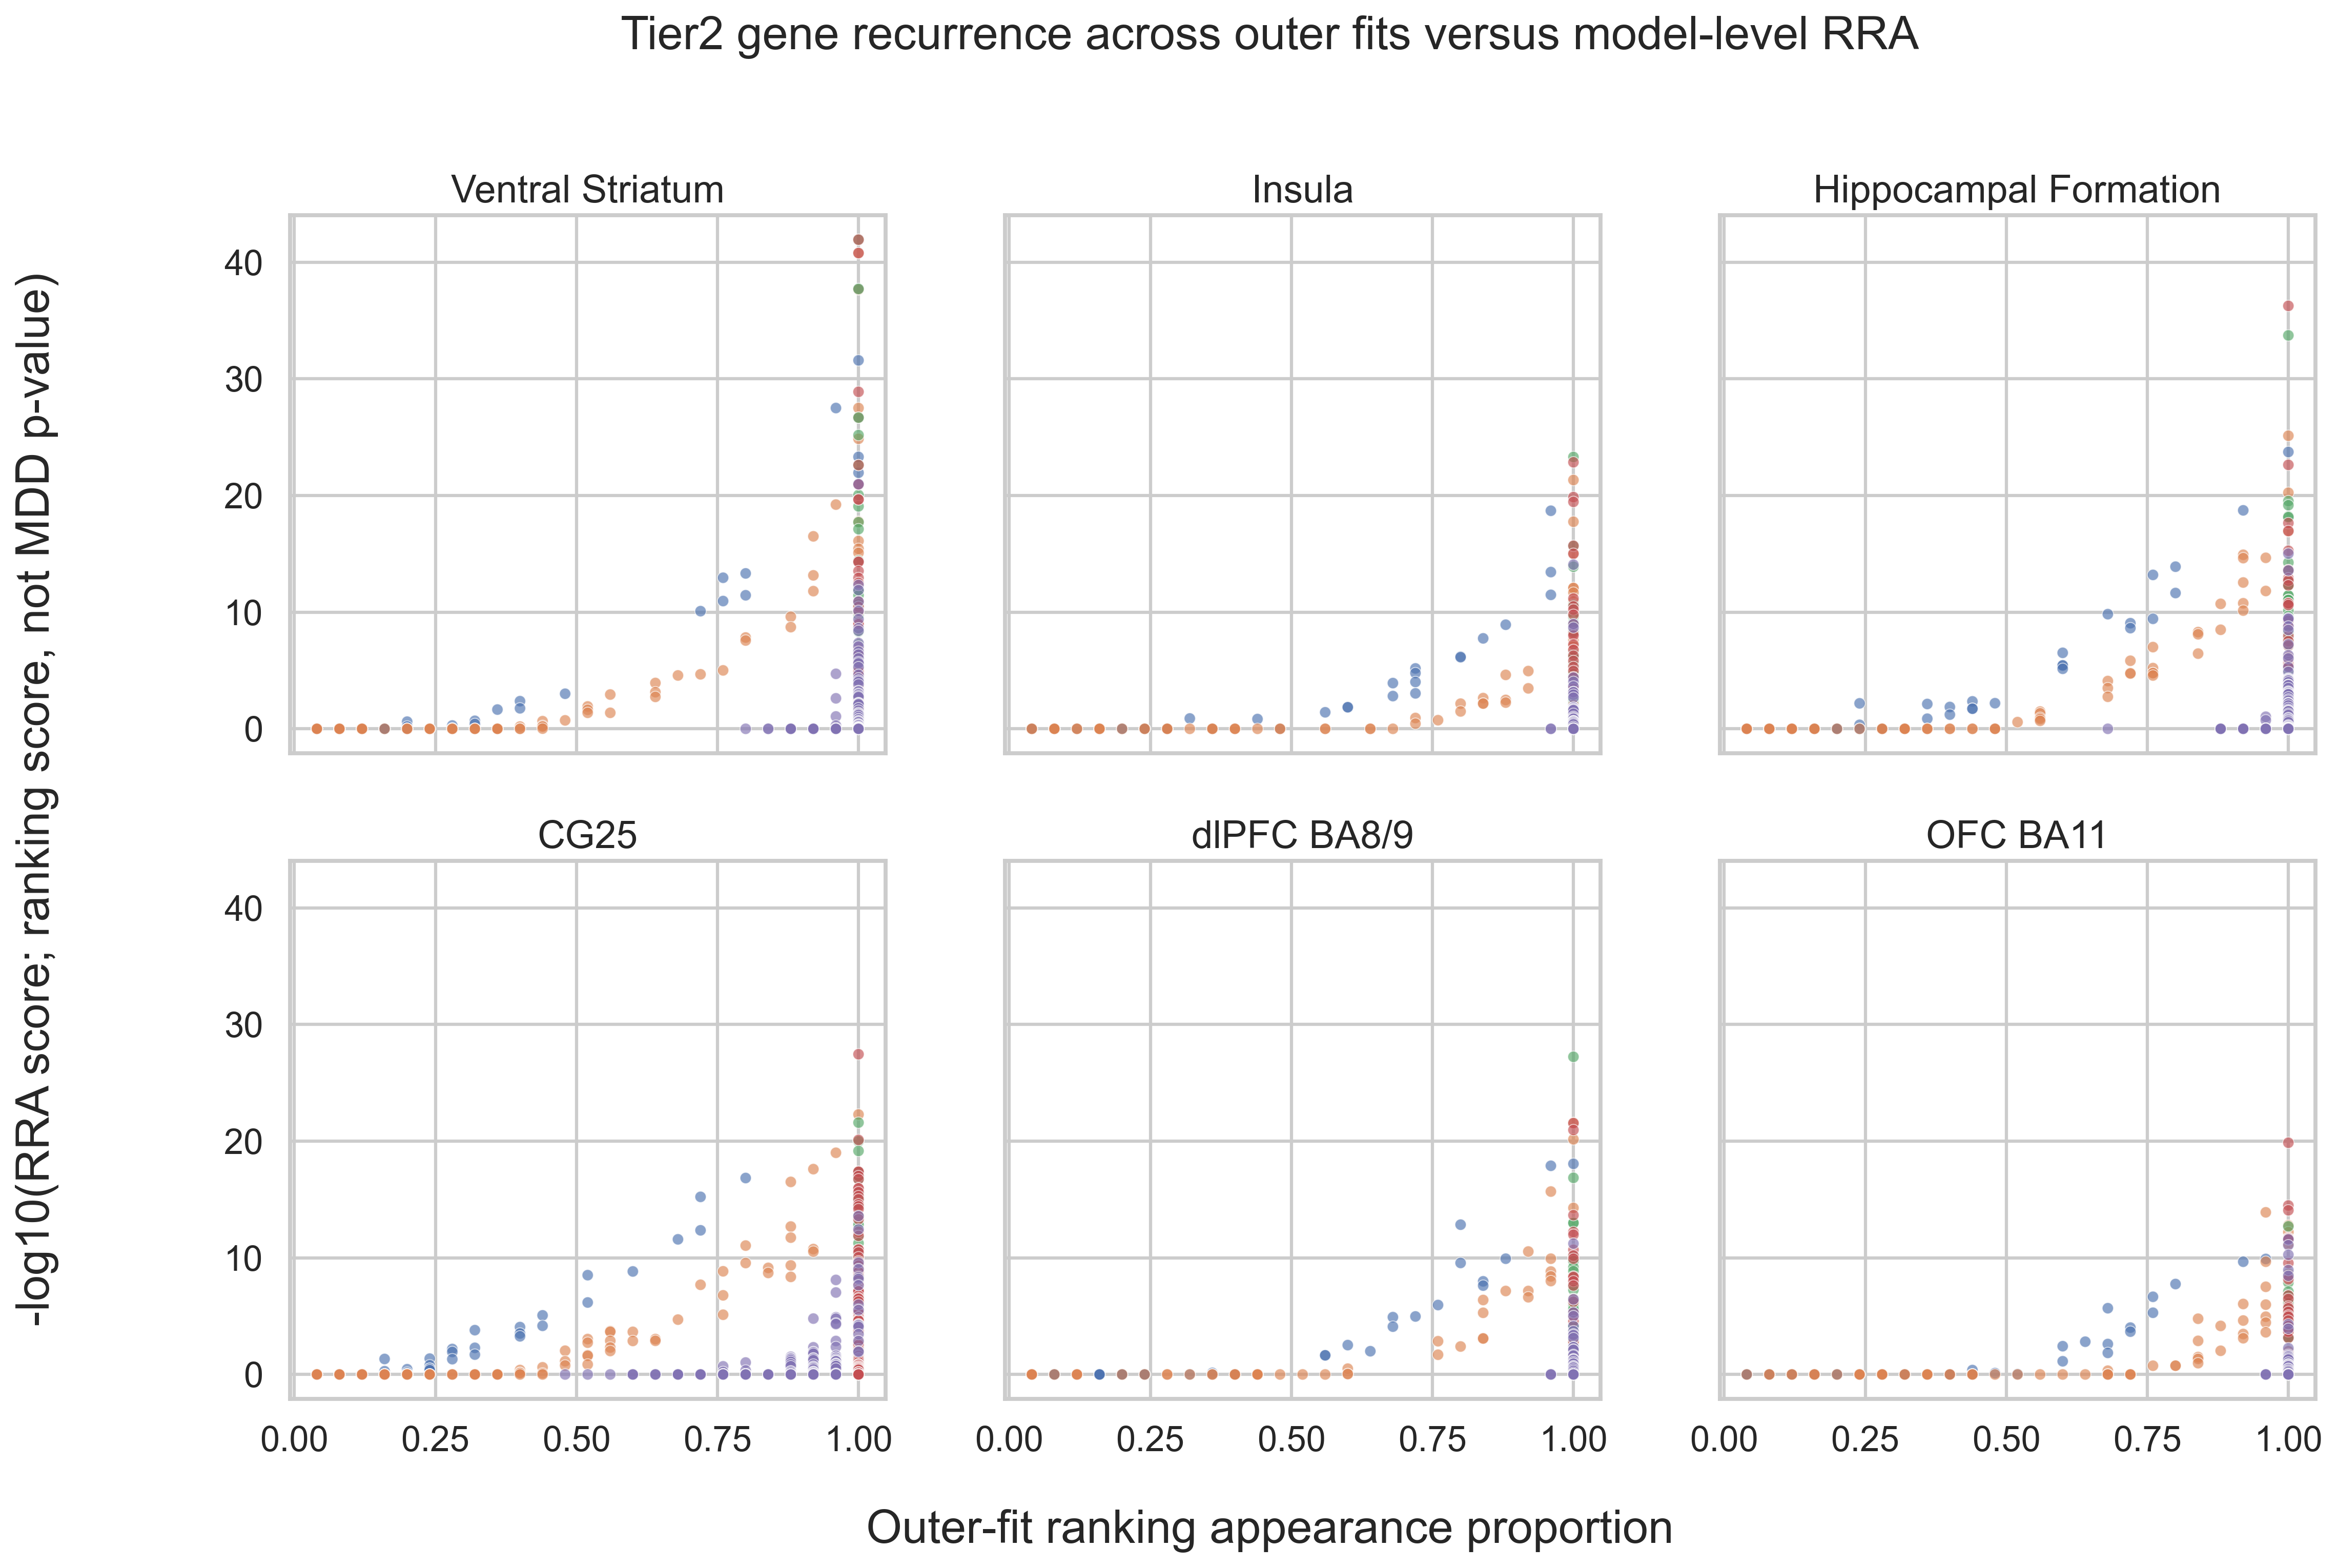 Tier2 gene recurrence across outer fits versus model-level RRA
-log10(RRA score; ranking score, not MDD p-value)
Ventral Striatum
Insula
Hippocampal Formation
40
30
20
10
0
CG25
dlPFC BA8/9
OFC BA11
40
30
20
10
0
0.00 0.25 0.50 0.75 1.00 0.00 0.25 0.50 0.75 1.00 0.00 0.25 0.50 0.75 1.00
Outer-fit ranking appearance proportion